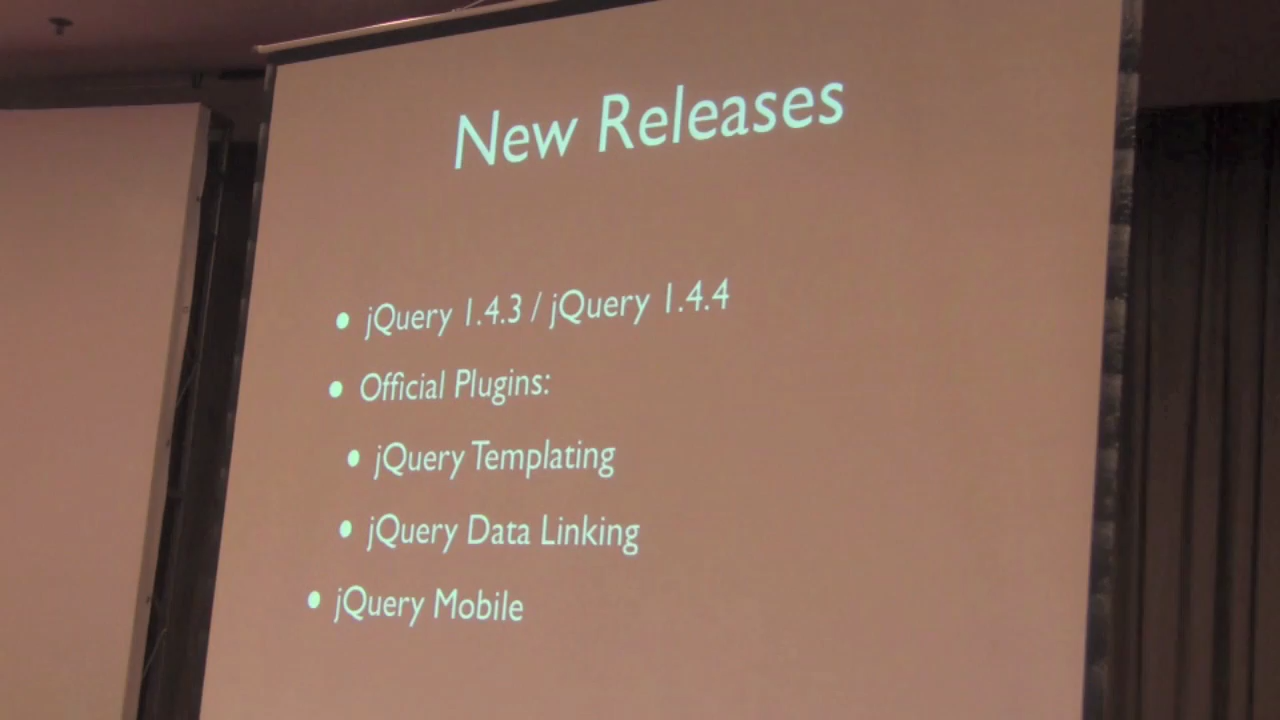 New Releases
• jQuery 1.4.3 / jQuery 1.4.4
• Official Plugins:
• jQuery Templating
• jQuery Data Linking
• jQuery Mobile